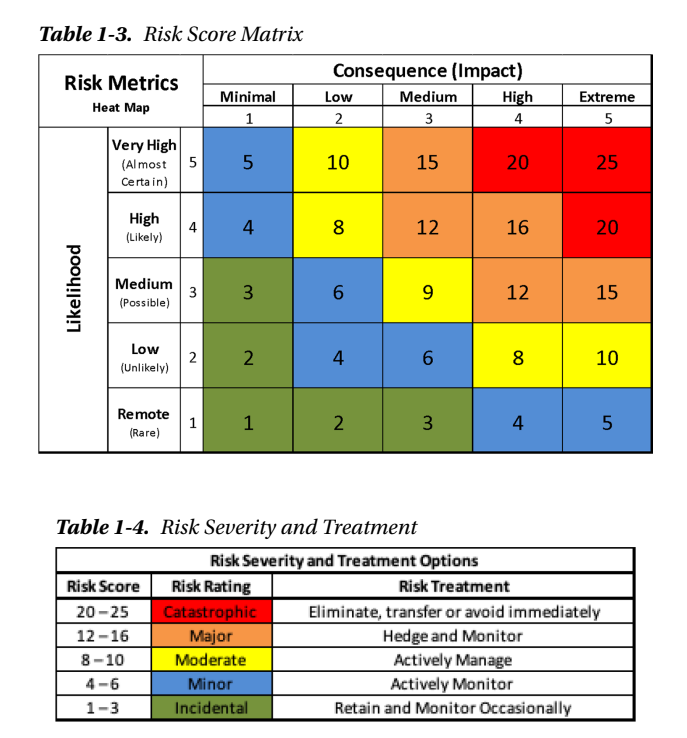 Table 1-3. Risk Score Matrix
Risk Metrics
Heat Map
Consequence (Impact)
Minimal Low Medium High Extreme
1 2 3 4 5
Likelihood
Very High
(Almost
Certain)
5 5 10 15 20 25
High
(Likely)
4 4 8 12 16 20
Medium
(Possible)
3 3 6 9 12 15
Low
(Unlikely)
2 2 4 6 8 10
Remote
(Rare)
1 1 2 3 4 5
Table 1-4. Risk Severity and Treatment
Risk Severity and Treatment Options
Risk Score Risk Rating Risk Treatment
20 – 25 Catastrophic Eliminate, transfer or avoid immediately
12 – 16 Major Hedge and Monitor
8 – 10 Moderate Actively Manage
4 – 6 Minor Actively Monitor
1 – 3 Incidental Retain and Monitor Occasionally